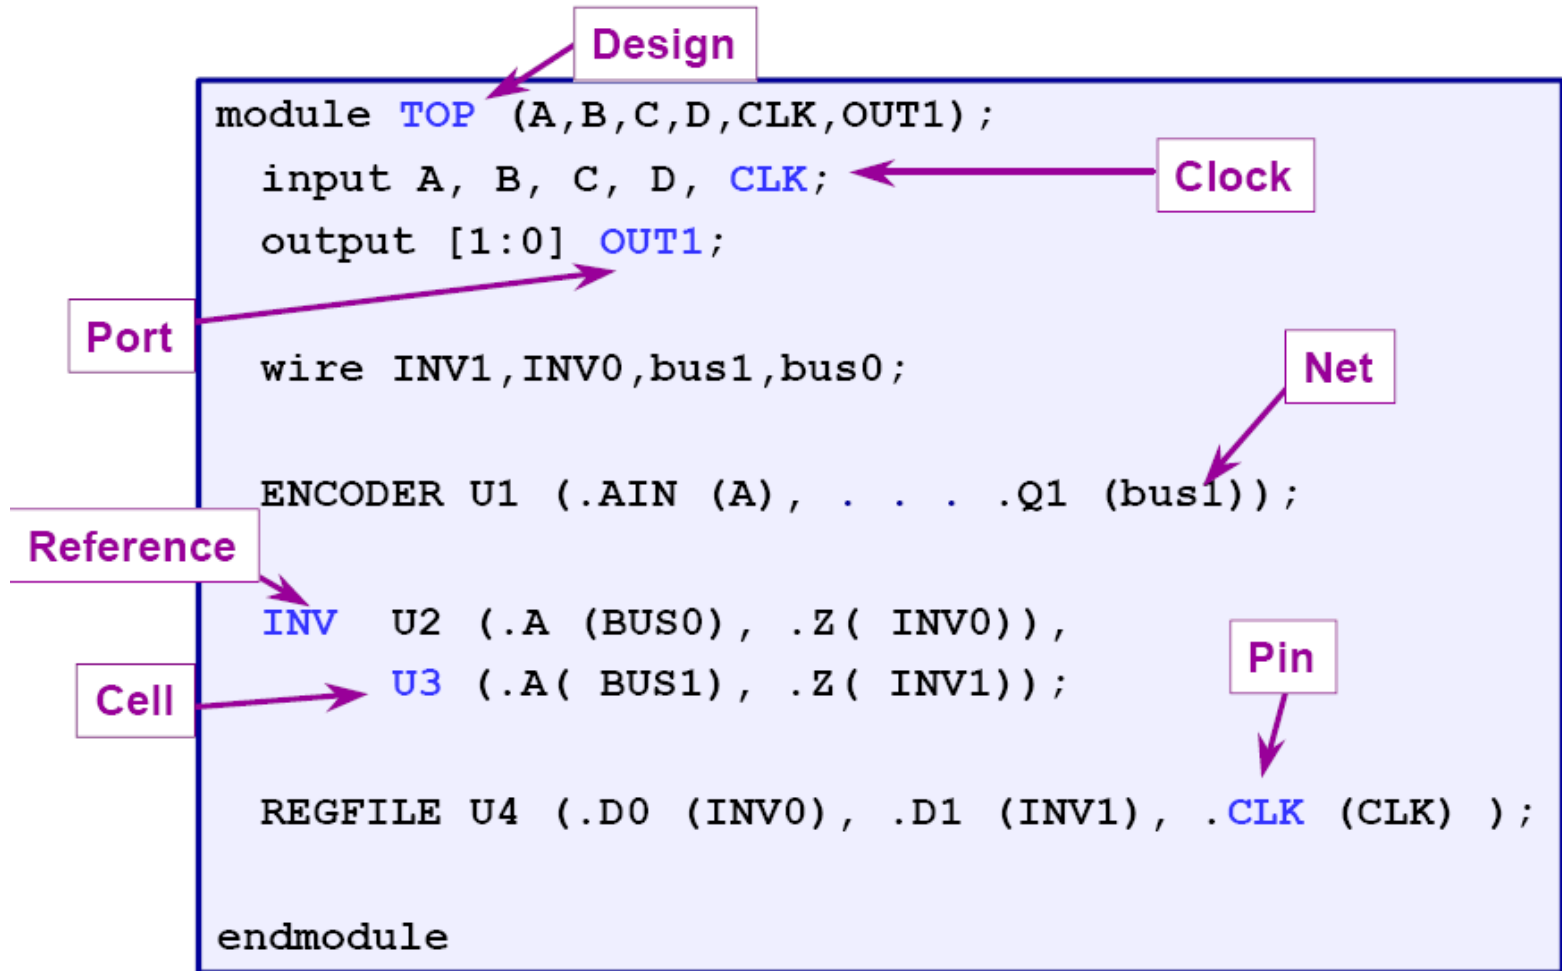 Design
module TOP (A,B,C,D,CLK,OUT1);
input A, B, C, D, CLK;
Clock
output [1:0] OUT1;
Port
wire INV1,INV0,bus1,bus0;
Net
ENCODER U1 (.AIN (A), . . . .Q1 (bus1));
Reference
INV U2 (.A (BUS0), .Z( INV0)),
Pin
Cell
U3 (.A( BUS1), .Z( INV1));
REGFILE U4 (.D0 (INV0), .D1 (INV1), .CLK (CLK) );
endmodule